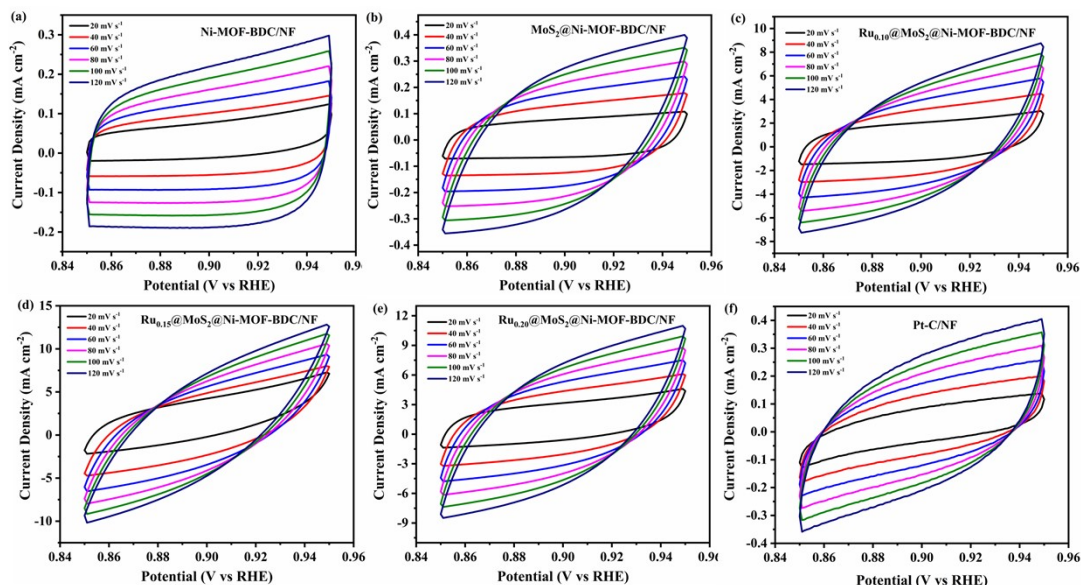 (a)
Ni-MOF-BDC/NF
20 mV s⁻¹
40 mV s⁻¹
60 mV s⁻¹
80 mV s⁻¹
100 mV s⁻¹
120 mV s⁻¹
Current Density (mA cm⁻²)
0.3
0.2
0.1
0.0
-0.1
-0.2
0.84 0.86 0.88 0.90 0.92 0.94 0.9
Potential (V vs RHE)
(b)
MoS₂@Ni-MOF-BDC/NF
20 mV s⁻¹
40 mV s⁻¹
60 mV s⁻¹
80 mV s⁻¹
100 mV s⁻¹
120 mV s⁻¹
Current Density (mA cm⁻²)
0.4
0.3
0.2
0.1
0.0
-0.1
-0.2
-0.3
-0.4
0.84 0.86 0.88 0.90 0.92 0.94 0.96
Potential (V vs RHE)
(c)
Ru₀.₁₀@MoS₂@Ni-MOF-BDC/NF
20 mV s⁻¹
40 mV s⁻¹
60 mV s⁻¹
80 mV s⁻¹
100 mV s⁻¹
120 mV s⁻¹
Current Density (mA cm⁻²)
8
6
4
2
0
-2
-4
-6
-8
0.84 0.86 0.88 0.90 0.92 0.94 0.96
Potential (V vs RHE)
(d)
Ru₀.₁₅@MoS₂@Ni-MOF-BDC/NF
20 mV s⁻¹
40 mV s⁻¹
60 mV s⁻¹
80 mV s⁻¹
100 mV s⁻¹
120 mV s⁻¹
Current Density (mA cm⁻²)
15
10
5
0
-5
-10
0.84 0.86 0.88 0.90 0.92 0.94 0.96
Potential (V vs RHE)
(e)
Ru₀.₂₀@MoS₂@Ni-MOF-BDC/NF
20 mV s⁻¹
40 mV s⁻¹
60 mV s⁻¹
80 mV s⁻¹
100 mV s⁻¹
120 mV s⁻¹
Current Density (mA cm⁻²)
12
9
6
3
0
-3
-6
-9
0.84 0.86 0.88 0.90 0.92 0.94 0.96
Potential (V vs RHE)
(f)
Pt-C/NF
20 mV s⁻¹
40 mV s⁻¹
60 mV s⁻¹
80 mV s⁻¹
100 mV s⁻¹
120 mV s⁻¹
Current Density (mA cm⁻²)
0.4
0.3
0.2
0.1
0.0
-0.1
-0.2
-0.3
-0.4
0.84 0.86 0.88 0.90 0.92 0.94 0.96
Potential (V vs RHE)